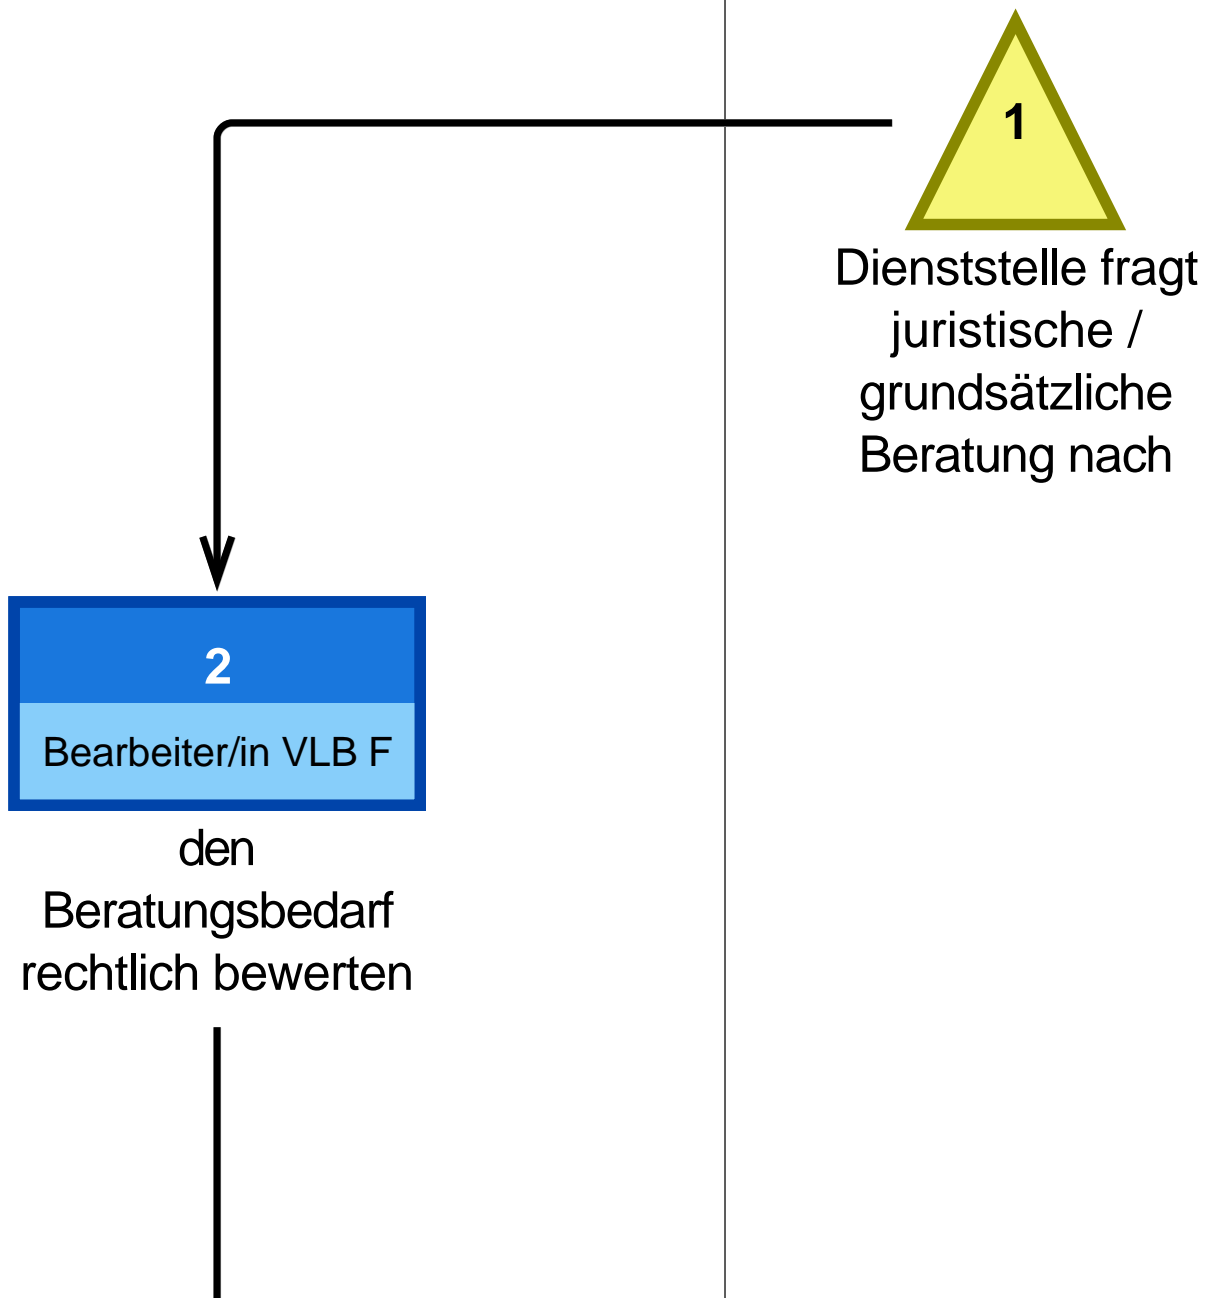 1
Dienststelle fragt
juristische /
grundsätzliche
Beratung nach
2
Bearbeiter/in VLB F
den
Beratungsbedarf
rechtlich bewerten